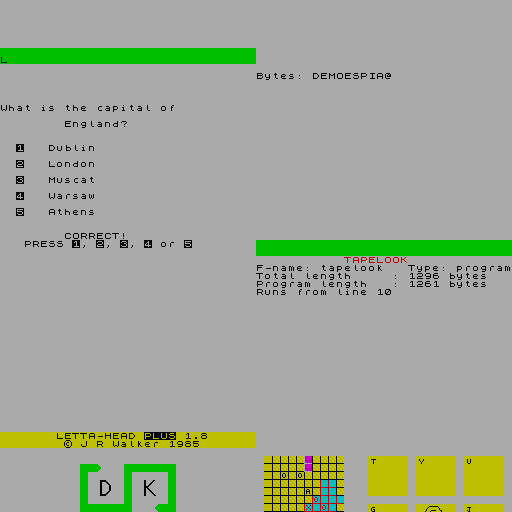 L
Bytes: DEMOESPIA@
What is the capital of
England?
1 Dublin
2 London
3 Muscat
4 Warsaw
5 Athens
CORRECT!
PRESS 1, 2, 3, 4 or 5
TAPELOOK
F-name: tapelook Type: program
Total length : 1296 bytes
Program length : 1261 bytes
Runs from line 10
LETTA-HEAD PLUS 1.8
© J R Walker 1985
D K
O O
A
T Y U